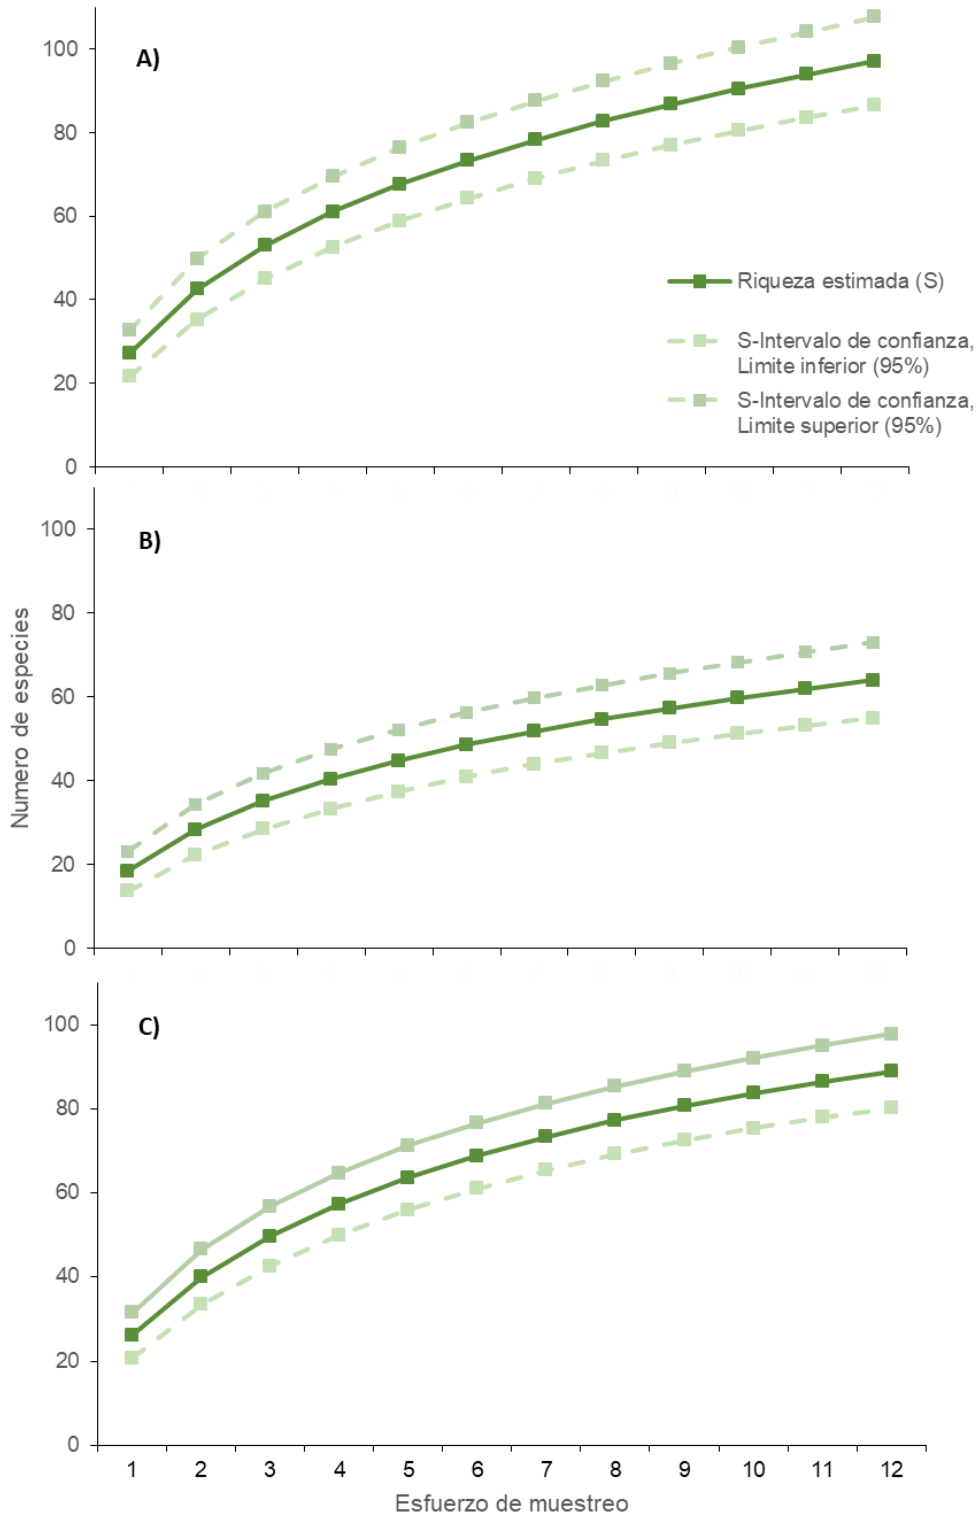 A)
100
80
60
40
20
0
Riqueza estimada (S)
S-Intervalo de confianza,
Limite inferior (95%)
S-Intervalo de confianza,
Limite superior (95%)
B)
100
80
60
40
20
0
Numero de especies
C)
100
80
60
40
20
0
1 2 3 4 5 6 7 8 9 10 11 12
Esfuerzo de muestreo